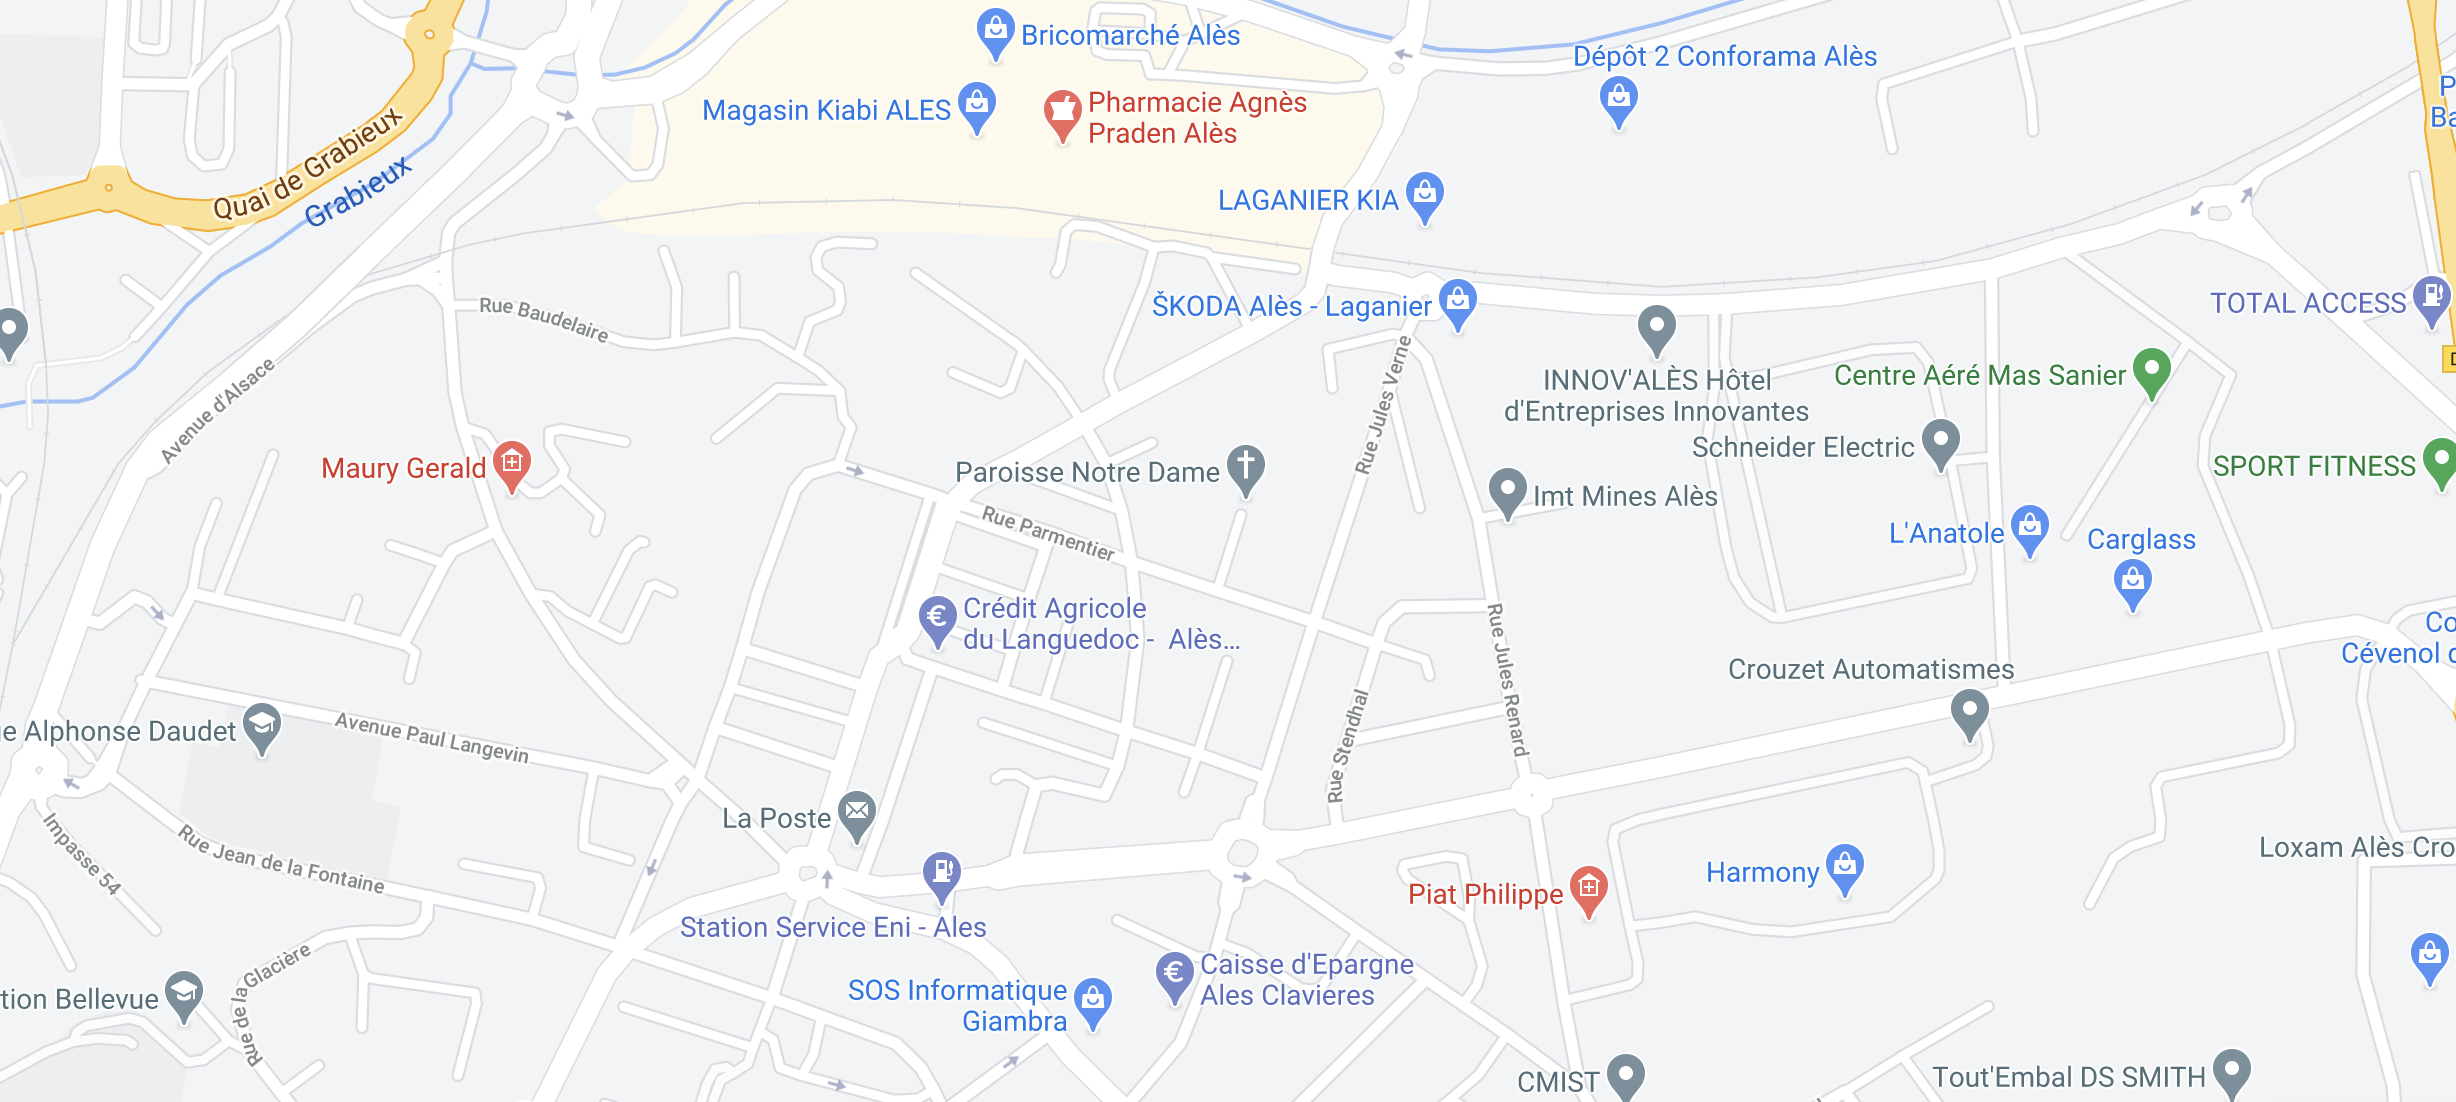 Bricomarché Alès
Dépôt 2 Conforama Alès
Magasin Kiabi ALES
Pharmacie Agnès
Praden Alès
Quai de Grabieux
Grabieux
LAGANIER KIA
Rue Baudelaire
ŠKODA Alès - Laganier
TOTAL ACCESS
Avenue d'Alsace
Rue Jules Verne
INNOV'ALÈS Hôtel
d'Entreprises Innovantes
Centre Aéré Mas Sanier
Schneider Electric
Maury Gerald
Paroisse Notre Dame
SPORT FITNESS
Imt Mines Alès
Rue Parmentier
L'Anatole
Carglass
Crédit Agricole
du Languedoc - Alès...
Rue Jules Renard
Co
Cévenol
Crouzet Automatismes
e Alphonse Daudet
Avenue Paul Langevin
Rue Stendhal
La Poste
Impasse 54
Rue Jean de la Fontaine
Loxam Alès Cro
Harmony
Piat Philippe
Station Service Eni - Ales
Rue de la Glacière
Caisse d'Epargne
Ales Clavieres
tion Bellevue
SOS Informatique
Giambra
CMIST
Tout'Embal DS SMITH